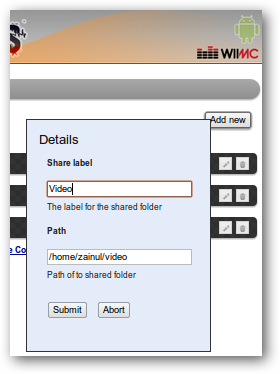 S
WIIMC
Add new
Details
Share label
Video
The label for the shared folder
Path
/home/zainul/video
Path of to shared folder
e Co
Submit
Abort